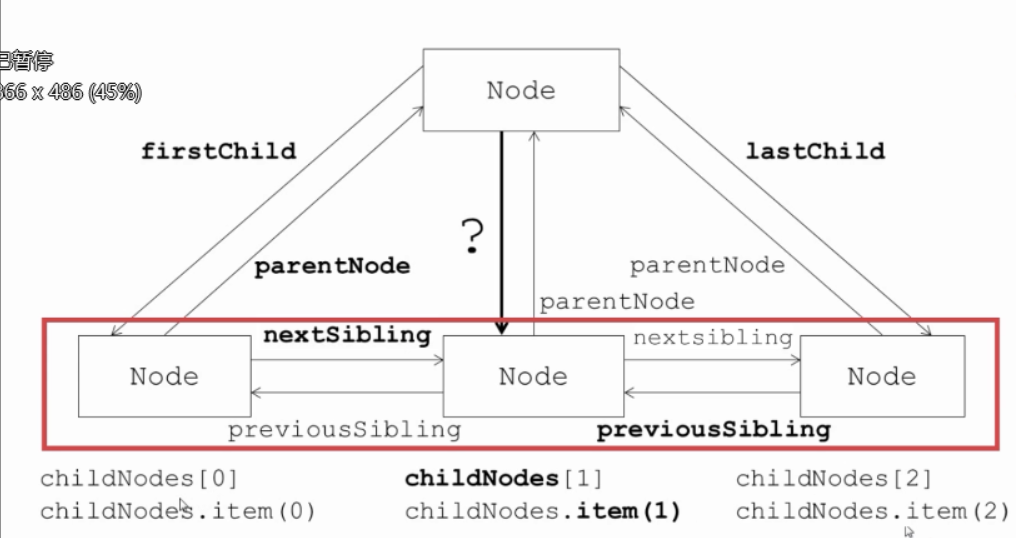 已暂停
366 x 486 (45%)
Node
firstChild
lastChild
?
parentNode
parentNode
parentNode
nextSibling
nextsibling
Node
Node
Node
previousSibling
previousSibling
childNodes[0]
childNodes[1]
childNodes[2]
childNodes.item(0)
childNodes.item(1)
childNodes.item(2)